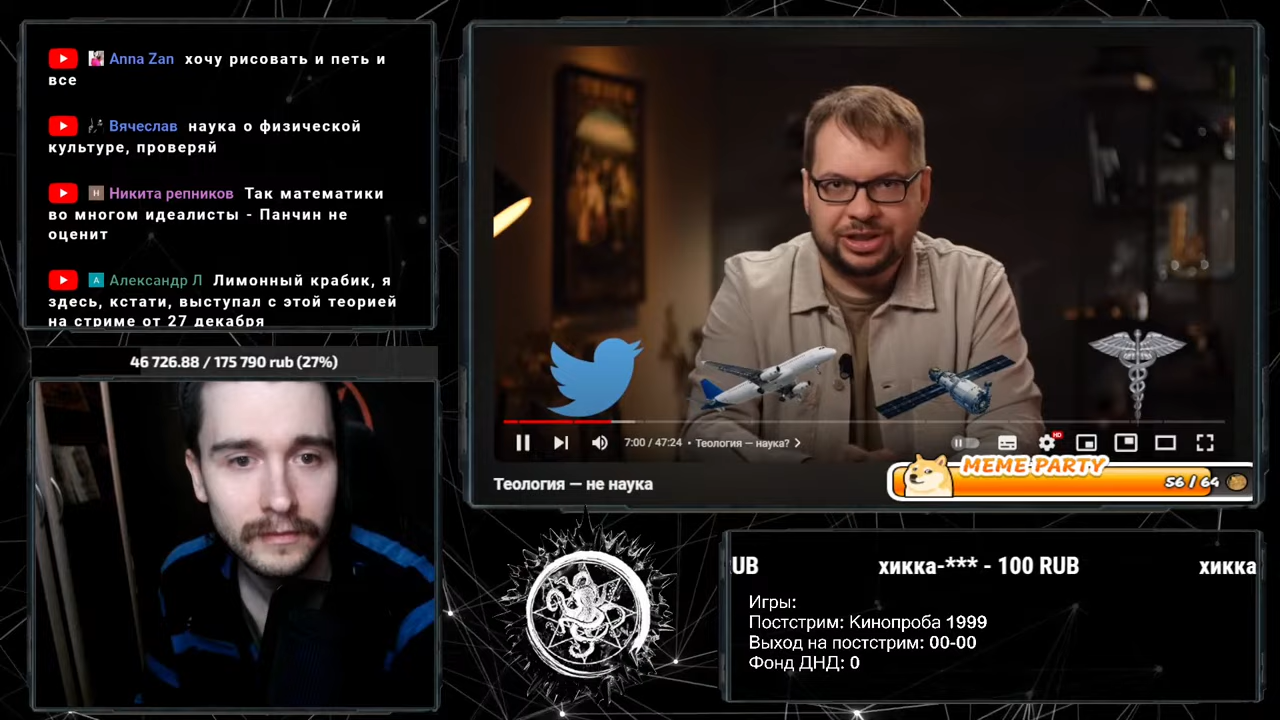 Anna Zan хочу рисовать и петь и
все
Вячеслав наука о физической
культуре, проверяй
Никита репников Так математики
во многом идеалисты - Панчин не
оценит
Александр Л Лимонный крабик, я
здесь, кстати, выступал с этой теорией
на стриме от 27 декабря
46 726.88 / 175 790 rub (27%)
7:00 / 47:24 • Теология — наука?
HD
Теология — не наука
MEME PARTY
56 / 64
UB хикка-*** - 100 RUB хикка
Игры:
Постстрим: Кинопроба 1999
Выход на постстрим: 00-00
Фонд ДНД: 0